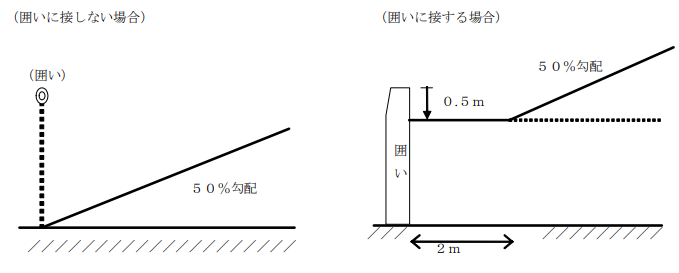 （囲いに接しない場合）
（囲いに接する場合）
（囲い）
５０％勾配
５０％勾配
０.５ｍ
囲
い
２ｍ